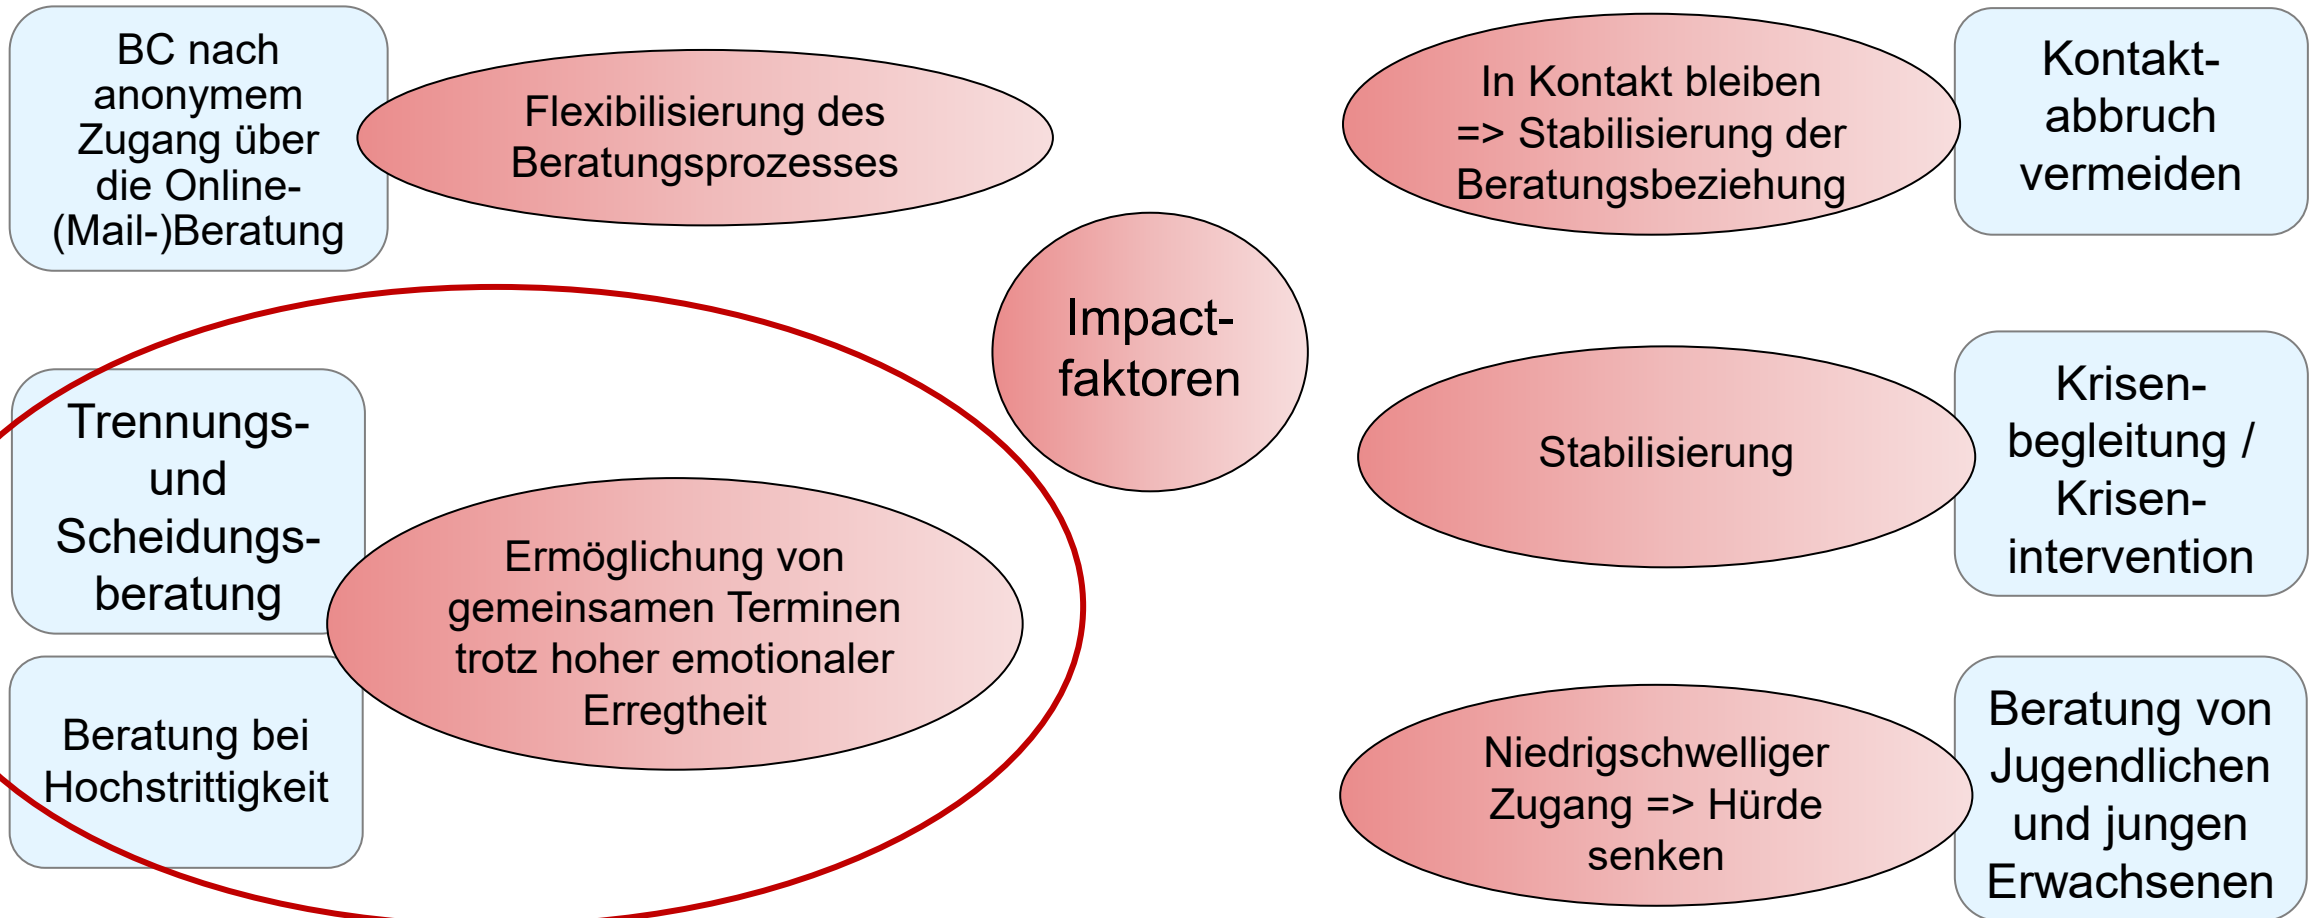 BC nach
anonymem
Zugang über
die Online-
(Mail-)Beratung
Flexibilisierung des
Beratungsprozesses
In Kontakt bleiben
=> Stabilisierung der
Beratungsbeziehung
Kontakt-
abbruch
vermeiden
Impact-
faktoren
Trennungs-
und
Scheidungs-
beratung
Ermöglichung von
gemeinsamen Terminen
trotz hoher emotionaler
Erregtheit
Beratung bei
Hochstrittigkeit
Stabilisierung
Krisen-
begleitung /
Krisen-
intervention
Niedrigschwelliger
Zugang => Hürde
senken
Beratung von
Jugendlichen
und jungen
Erwachsenen